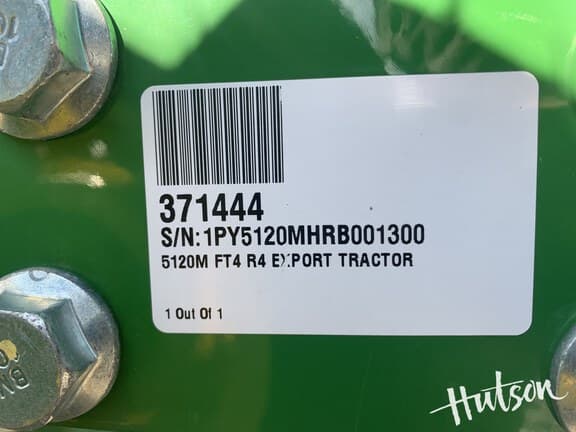 371444
S/N:1PY5120MHRB001300
5120M FT4 R4 EXPORT TRACTOR
1 Out Of 1
Hutson